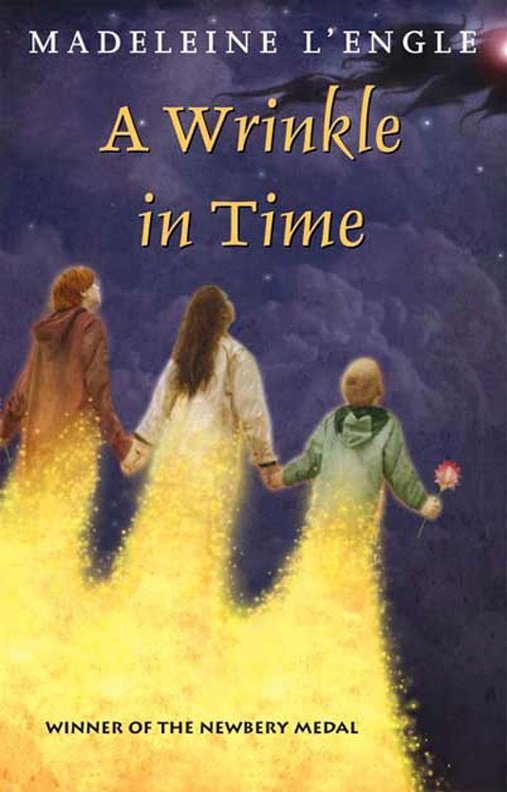 MADELEINE L'ENGLE
A Wrinkle
in Time
WINNER OF THE NEWBERY MEDAL